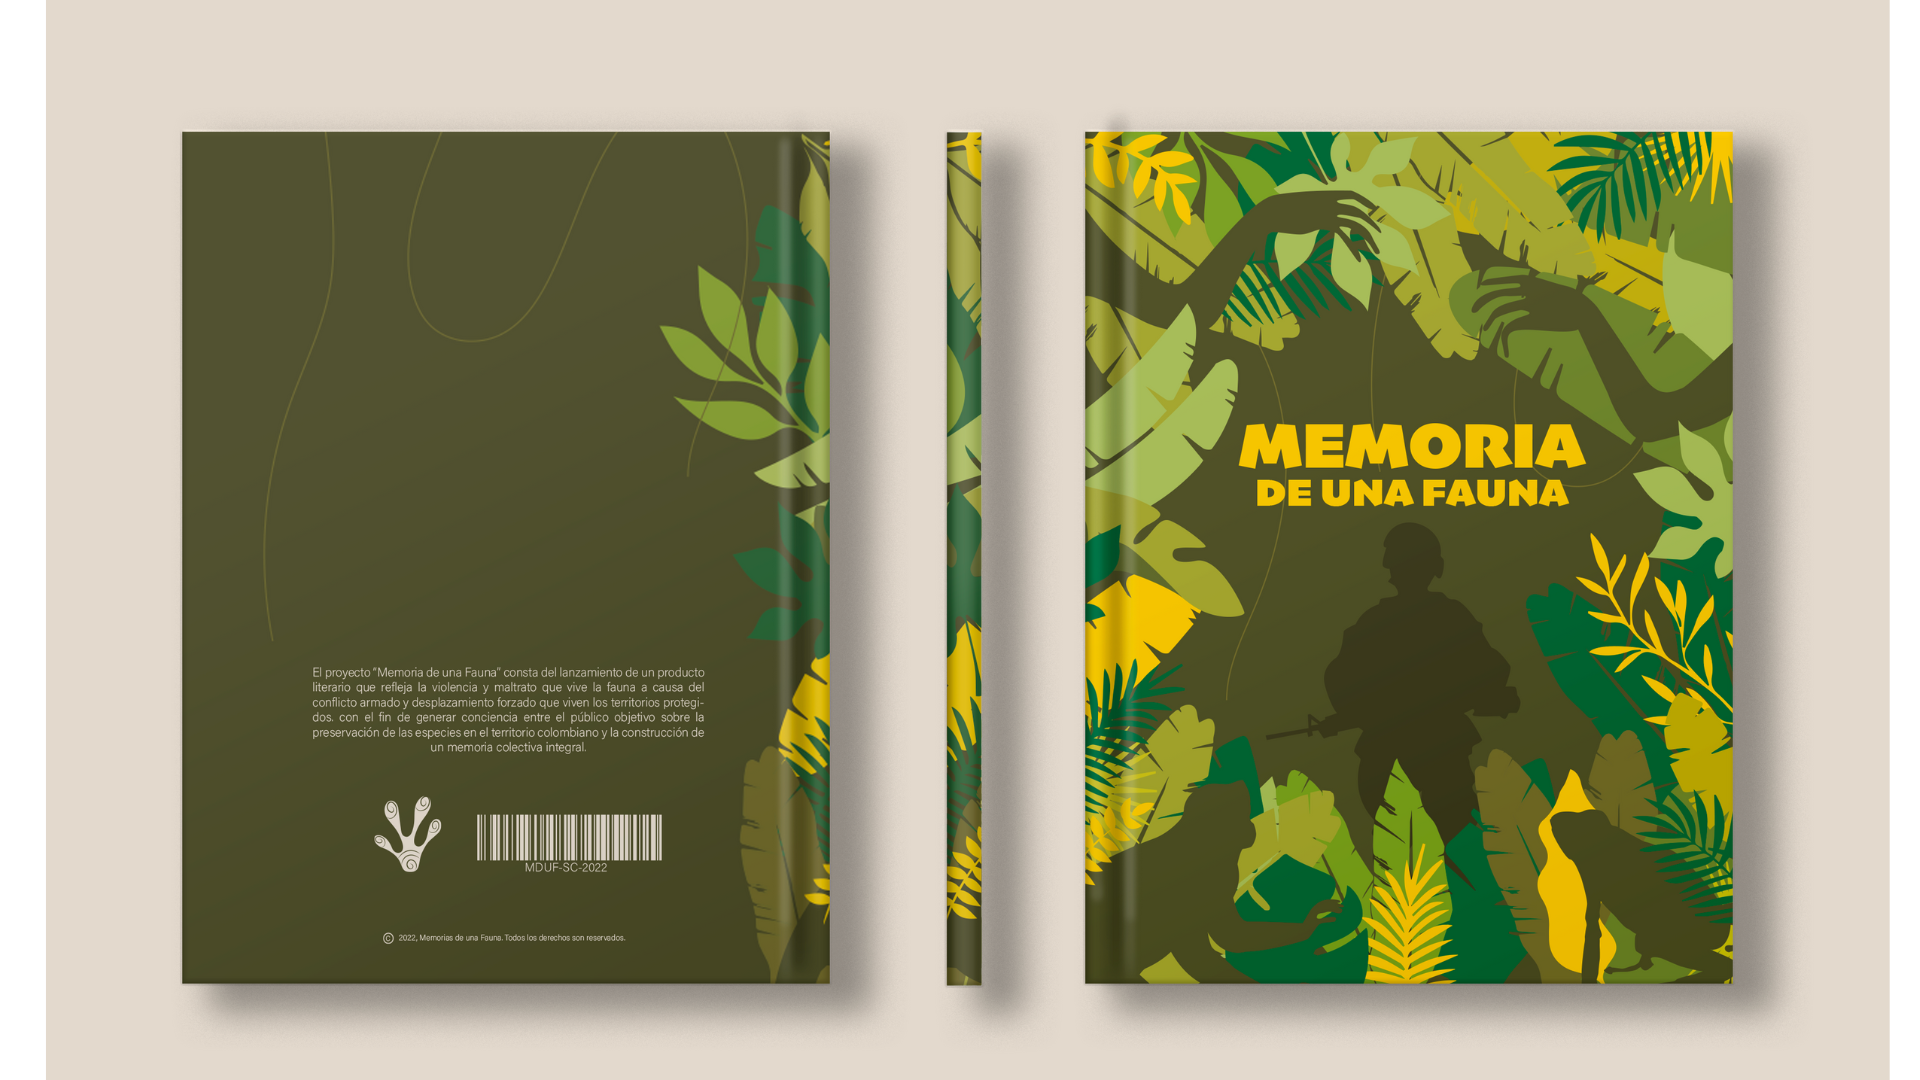 El proyecto "Memoria de una Fauna" consta del lanzamiento de un producto
literario que refleja la violencia y maltrato que vive la fauna a causa del
conflicto armado y desplazamiento forzado que viven los territorios protegi-
dos. con el fin de generar conciencia entre el público objetivo sobre la
preservación de las especies en el territorio colombiano y la construcción de
un memoria colectiva integral.
MDUF-SC-2022
© 2022, Memorias de una Fauna. Todos los derechos son reservados.
MEMORIA
DE UNA FAUNA